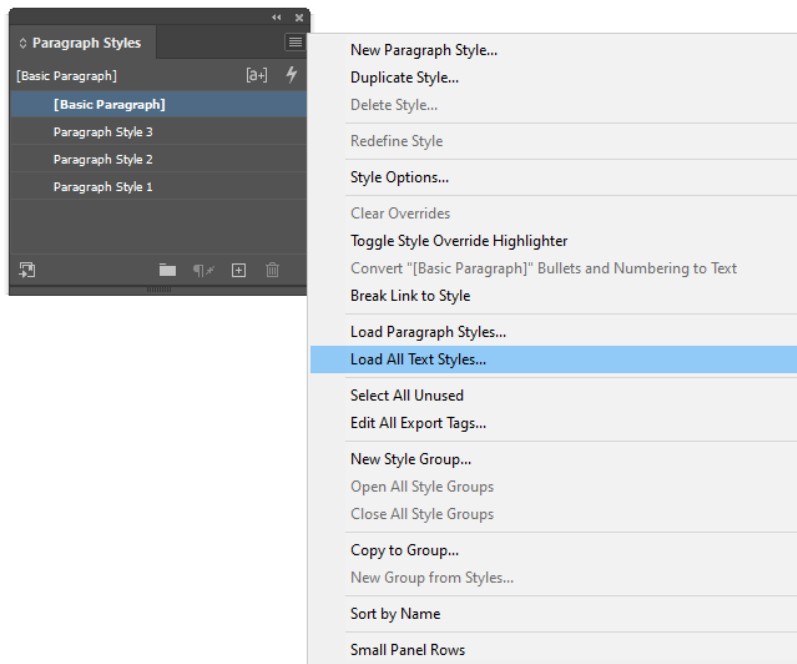 Paragraph Styles
[Basic Paragraph] [a+]
[Basic Paragraph]
Paragraph Style 3
Paragraph Style 2
Paragraph Style 1
New Paragraph Style...
Duplicate Style...
Delete Style...
Redefine Style
Style Options...
Clear Overrides
Toggle Style Override Highlighter
Convert "[Basic Paragraph]" Bullets and Numbering to Text
Break Link to Style
Load Paragraph Styles...
Load All Text Styles...
Select All Unused
Edit All Export Tags...
New Style Group...
Open All Style Groups
Close All Style Groups
Copy to Group...
New Group from Styles...
Sort by Name
Small Panel Rows